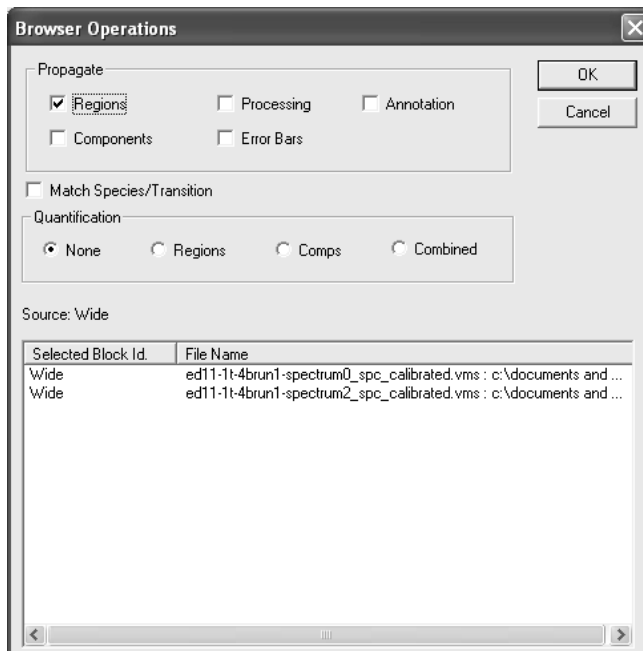 Browser Operations
Propagate
OK
Regions Processing Annotation
Cancel
Components Error Bars
Match Species/Transition
Quantification
None Regions Comps Combined
Source: Wide
Selected Block Id. File Name
Wide ed11-1t-4brun1-spectrum0_spc_calibrated.vms : c:\documents and ...
Wide ed11-1t-4brun1-spectrum2_spc_calibrated.vms : c:\documents and ...